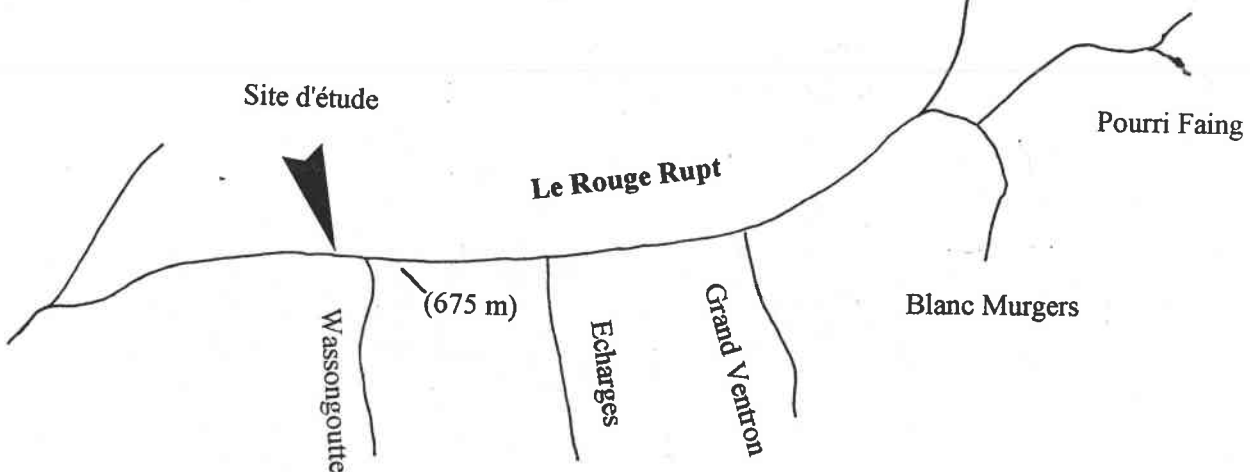 Site d'étude
Pourri Faing
Le Rouge Rupt
(675 m)
Blanc Murgers
Wassongoutte
Echarges
Grand Ventron